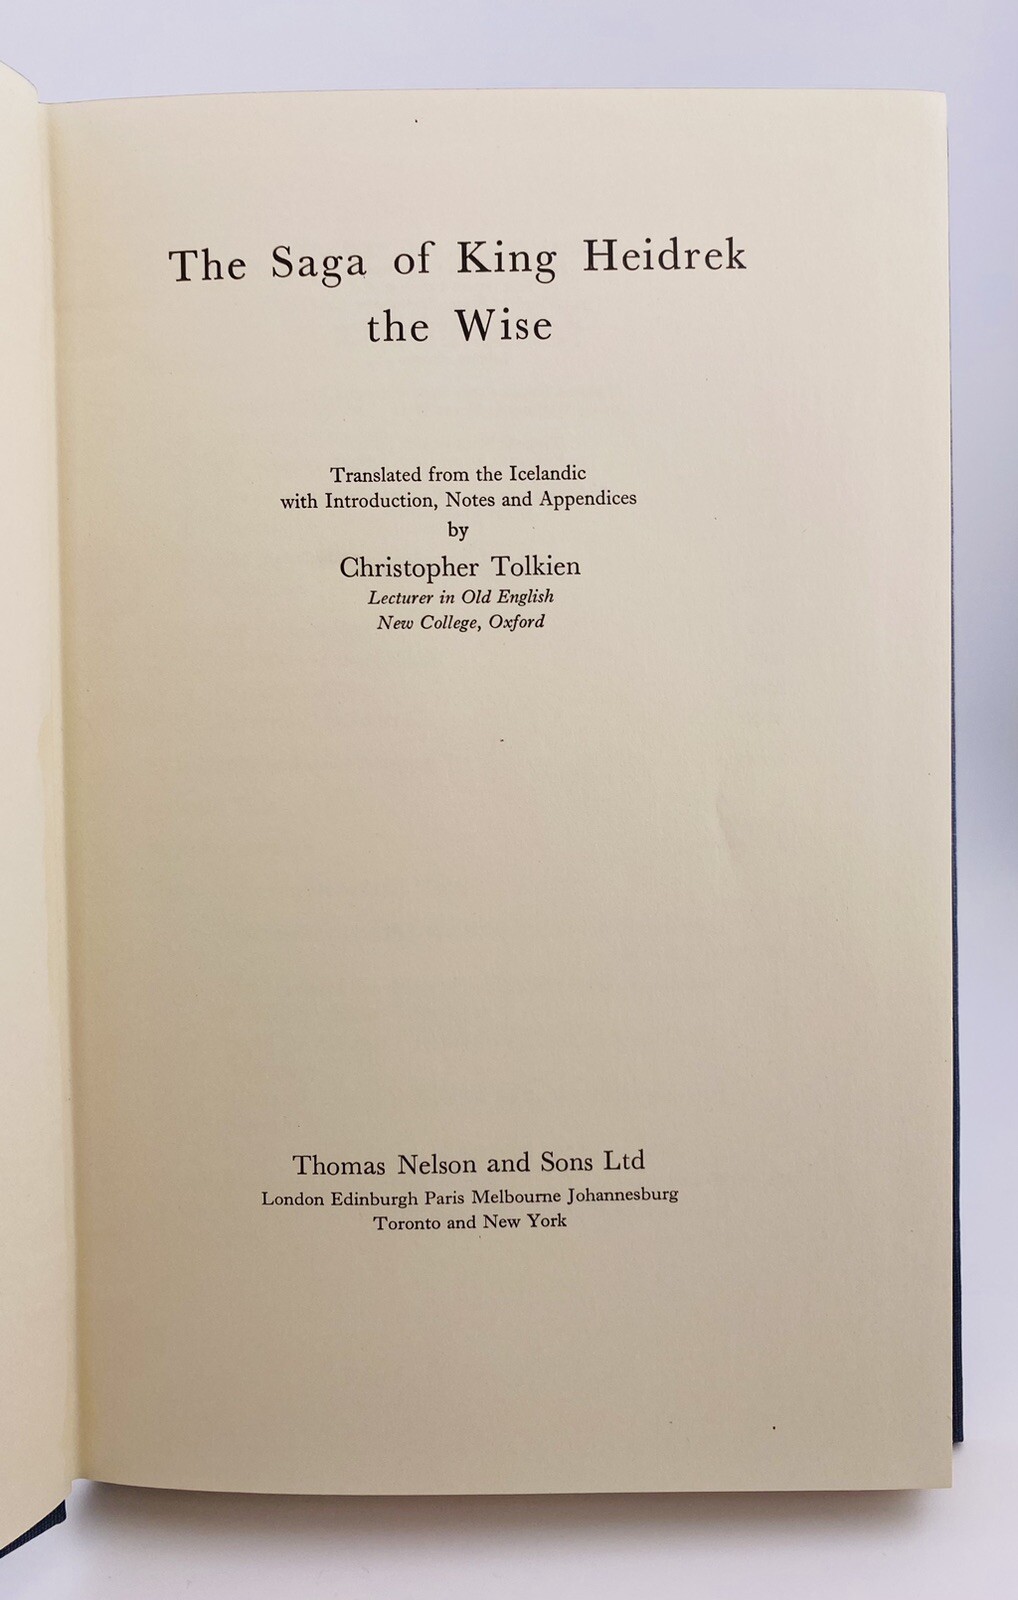 The Saga of King Heidrek
the Wise
Translated from the Icelandic
with Introduction, Notes and Appendices
by
Christopher Tolkien
Lecturer in Old English
New College, Oxford
Thomas Nelson and Sons Ltd
London Edinburgh Paris Melbourne Johannesburg
Toronto and New York